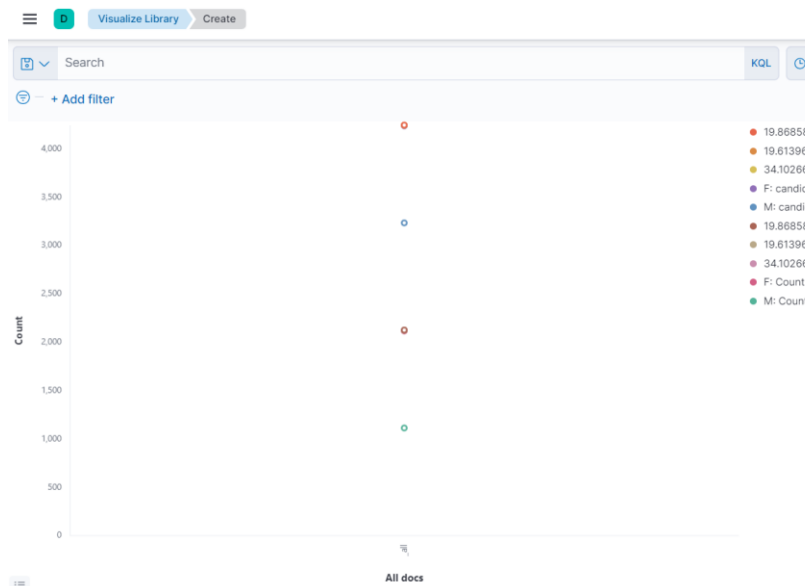 D Visualize Library Create
Search KQL
+ Add filter
4,000
3,500
3,000
2,500
2,000
1,500
1,000
500
0
Count
All docs
19.86858
19.61396
34.10266
F: candic
M: candi
19.86858
19.61396
34.10266
F: Count
M: Coun